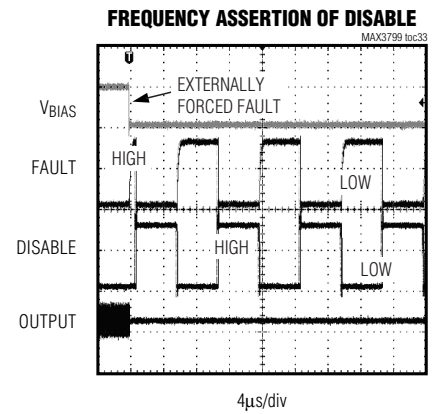 FREQUENCY ASSERTION OF DISABLE
MAX3799 toc33
EXTERNALLY
FORCED FAULT
VBIAS
HIGH
FAULT
LOW
DISABLE
HIGH
LOW
OUTPUT
4µs/div